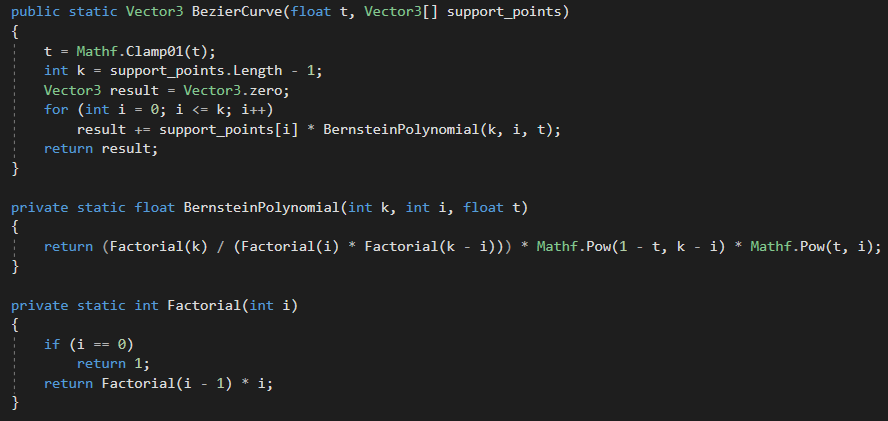 public static Vector3 BezierCurve(float t, Vector3[] support_points)
{
    t = Mathf.Clamp01(t);
    int k = support_points.Length - 1;
    Vector3 result = Vector3.zero;
    for (int i = 0; i <= k; i++)
        result += support_points[i] * BernsteinPolynomial(k, i, t);
    return result;
}

private static float BernsteinPolynomial(int k, int i, float t)
{
    return (Factorial(k) / (Factorial(i) * Factorial(k - i))) * Mathf.Pow(1 - t, k - i) * Mathf.Pow(t, i);
}

private static int Factorial(int i)
{
    if (i == 0)
        return 1;
    return Factorial(i - 1) * i;
}